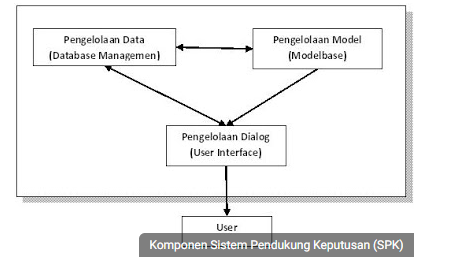 Pengelolaan Data
(Database Managemen)
Pengelolaan Model
(Modelbase)
Pengelolaan Dialog
(User Interface)
User
Komponen Sistem Pendukung Keputusan (SPK)